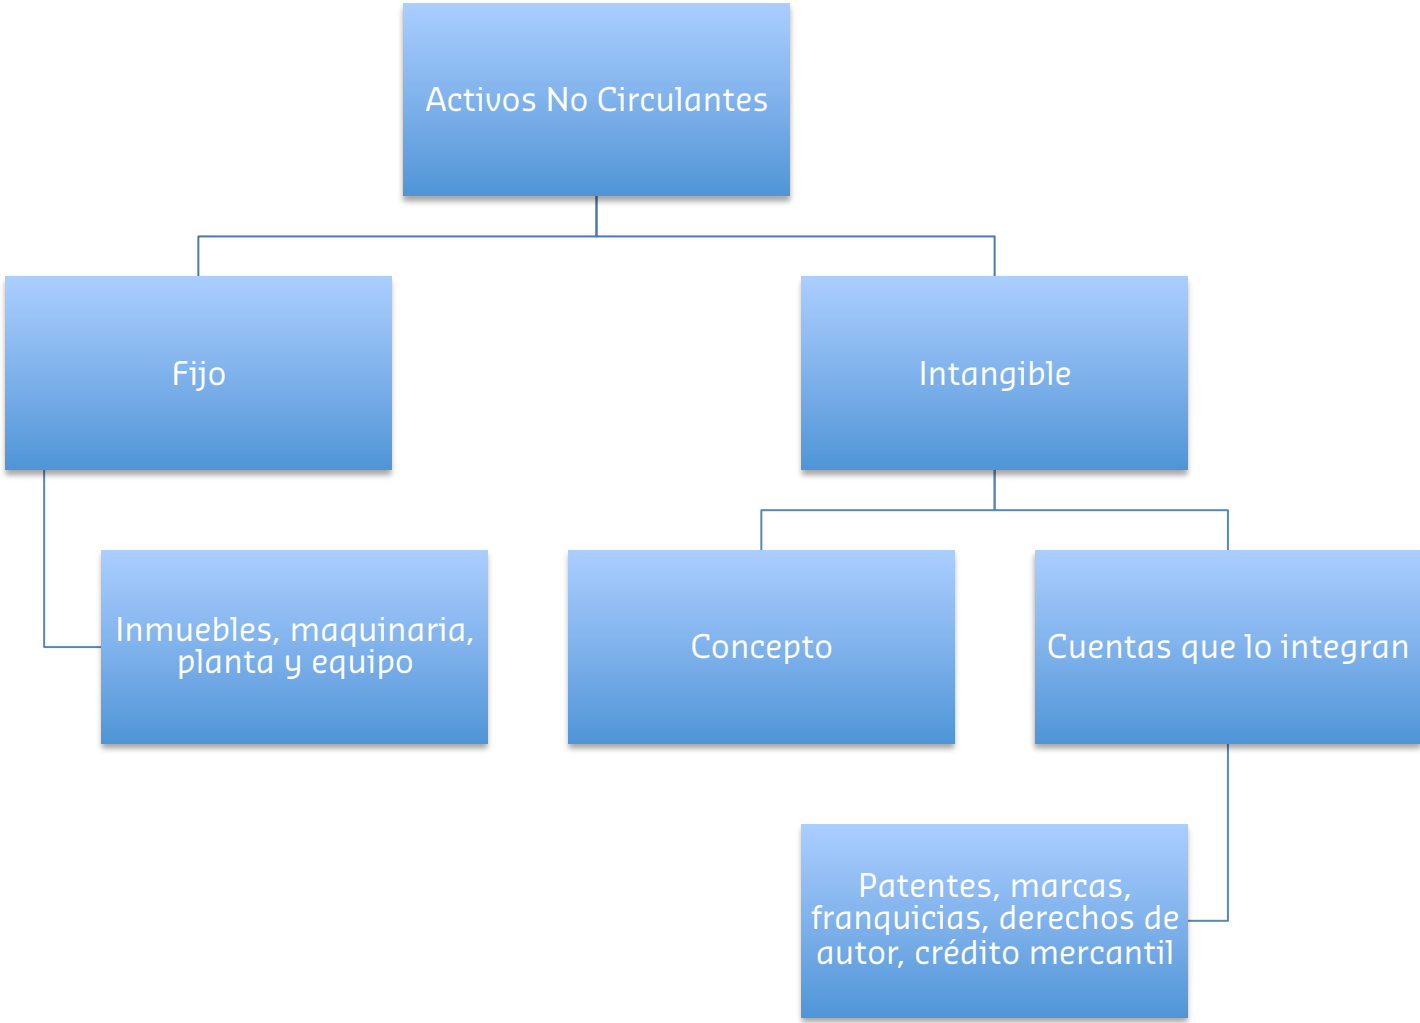 Activos No Circulantes
Fijo
Intangible
Inmuebles, maquinaria,
planta y equipo
Concepto
Cuentas que lo integran
Patentes, marcas,
franquicias, derechos de
autor, crédito mercantil